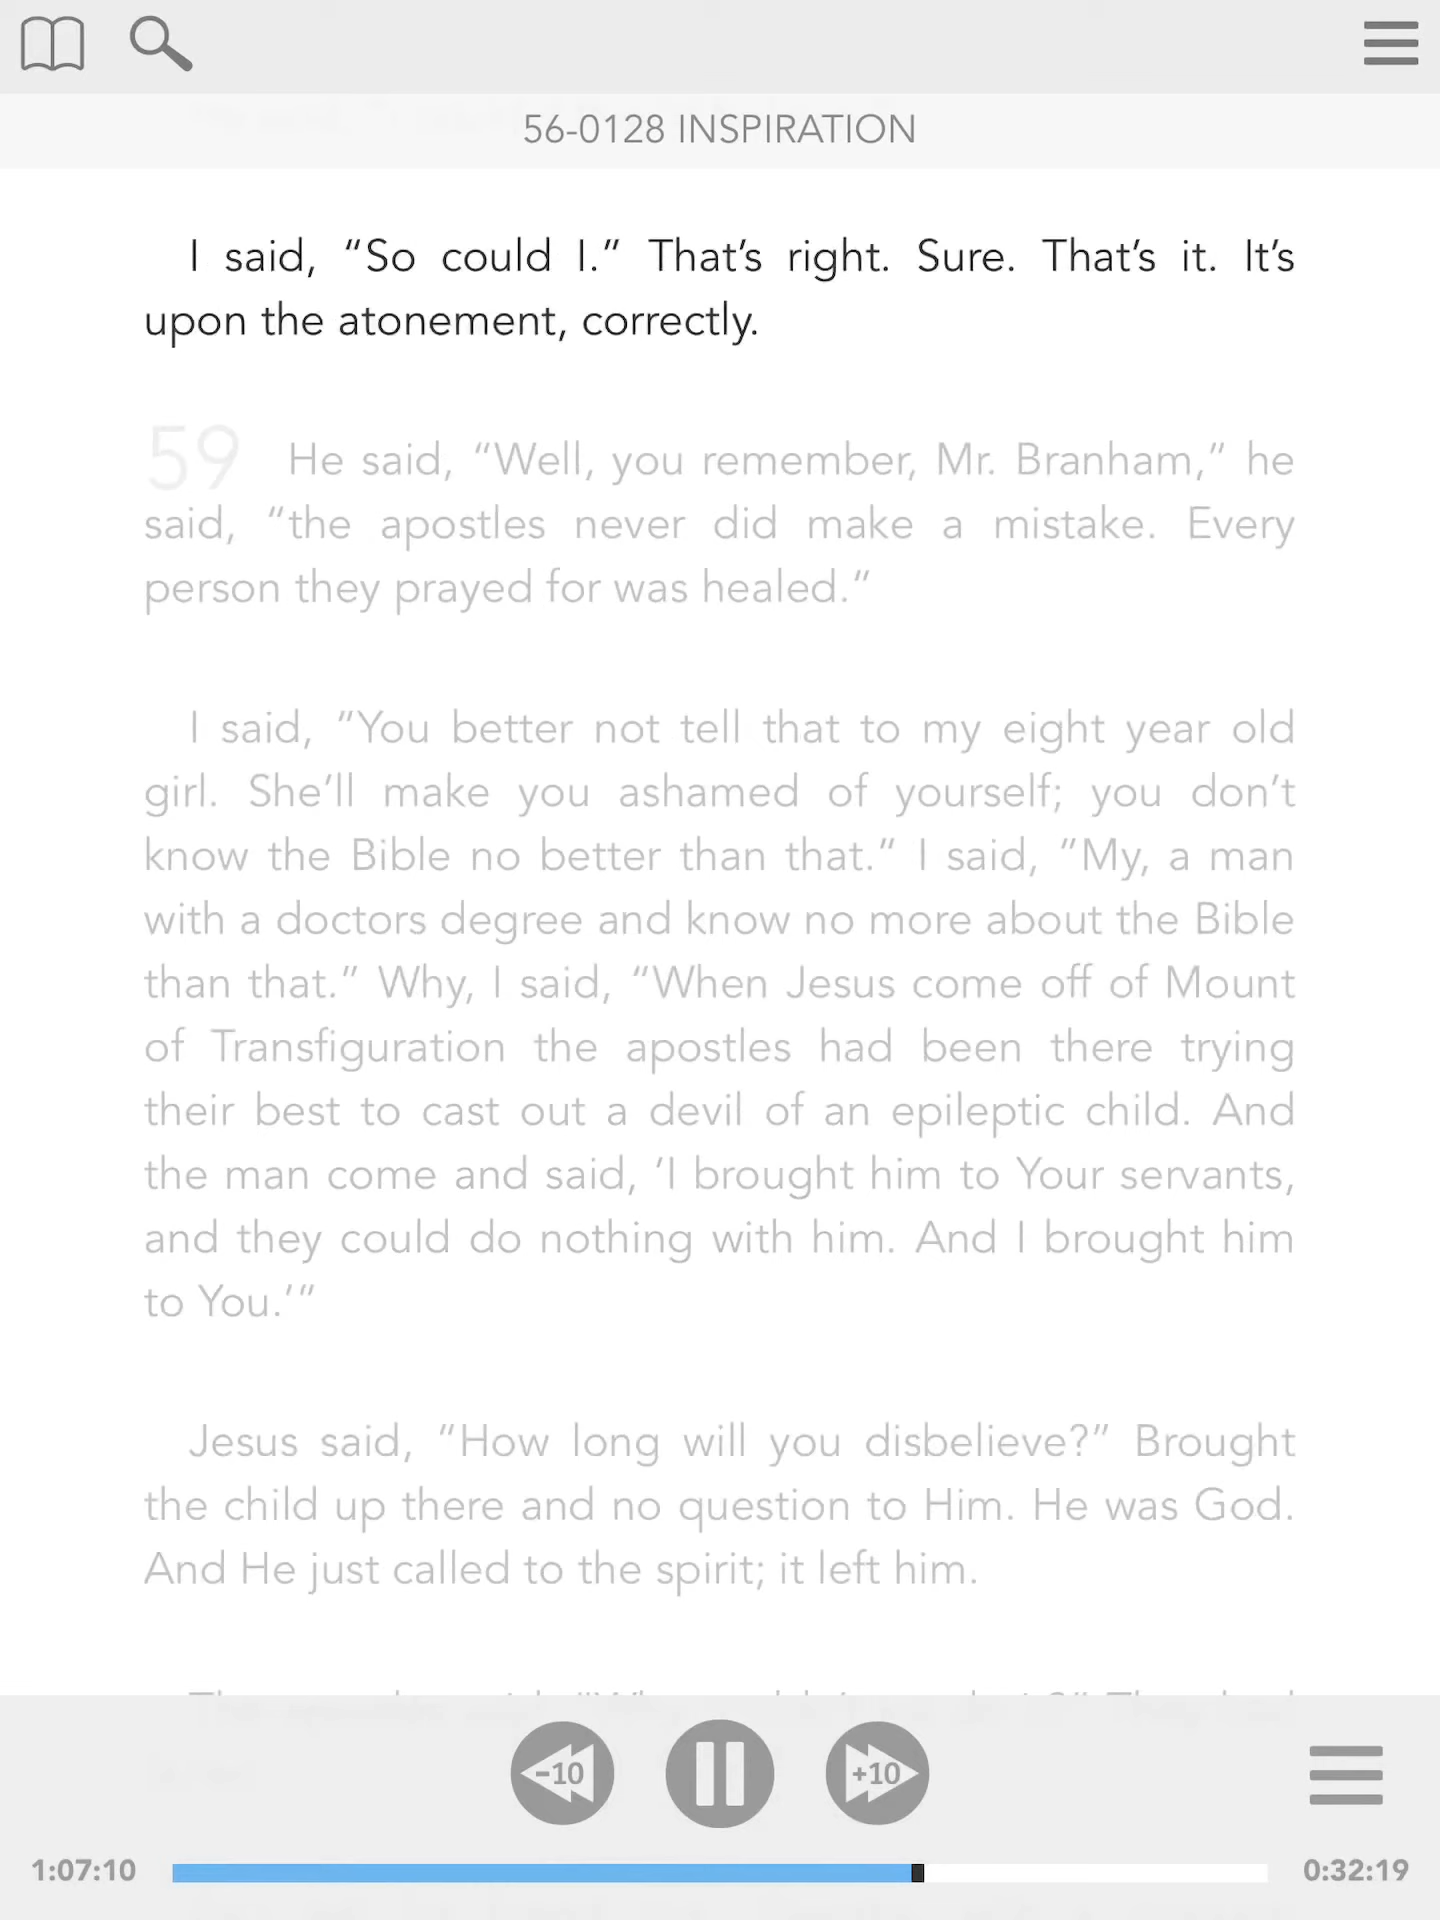 56-0128 INSPIRATION
I said, “So could I.” That’s right. Sure. That’s it. It’s
upon the atonement, correctly.
59 He said, “Well, you remember, Mr. Branham,” he
said, “the apostles never did make a mistake. Every
person they prayed for was healed.”
I said, “You better not tell that to my eight year old
girl. She’ll make you ashamed of yourself; you don’t
know the Bible no better than that.” I said, “My, a man
with a doctors degree and know no more about the Bible
than that.” Why, I said, “When Jesus come off of Mount
of Transfiguration the apostles had been there trying
their best to cast out a devil of an epileptic child. And
the man come and said, ‘I brought him to Your servants,
and they could do nothing with him. And I brought him
to You.’”
Jesus said, “How long will you disbelieve?” Brought
the child up there and no question to Him. He was God.
And He just called to the spirit; it left him.
-10
+10
1:07:10
0:32:19